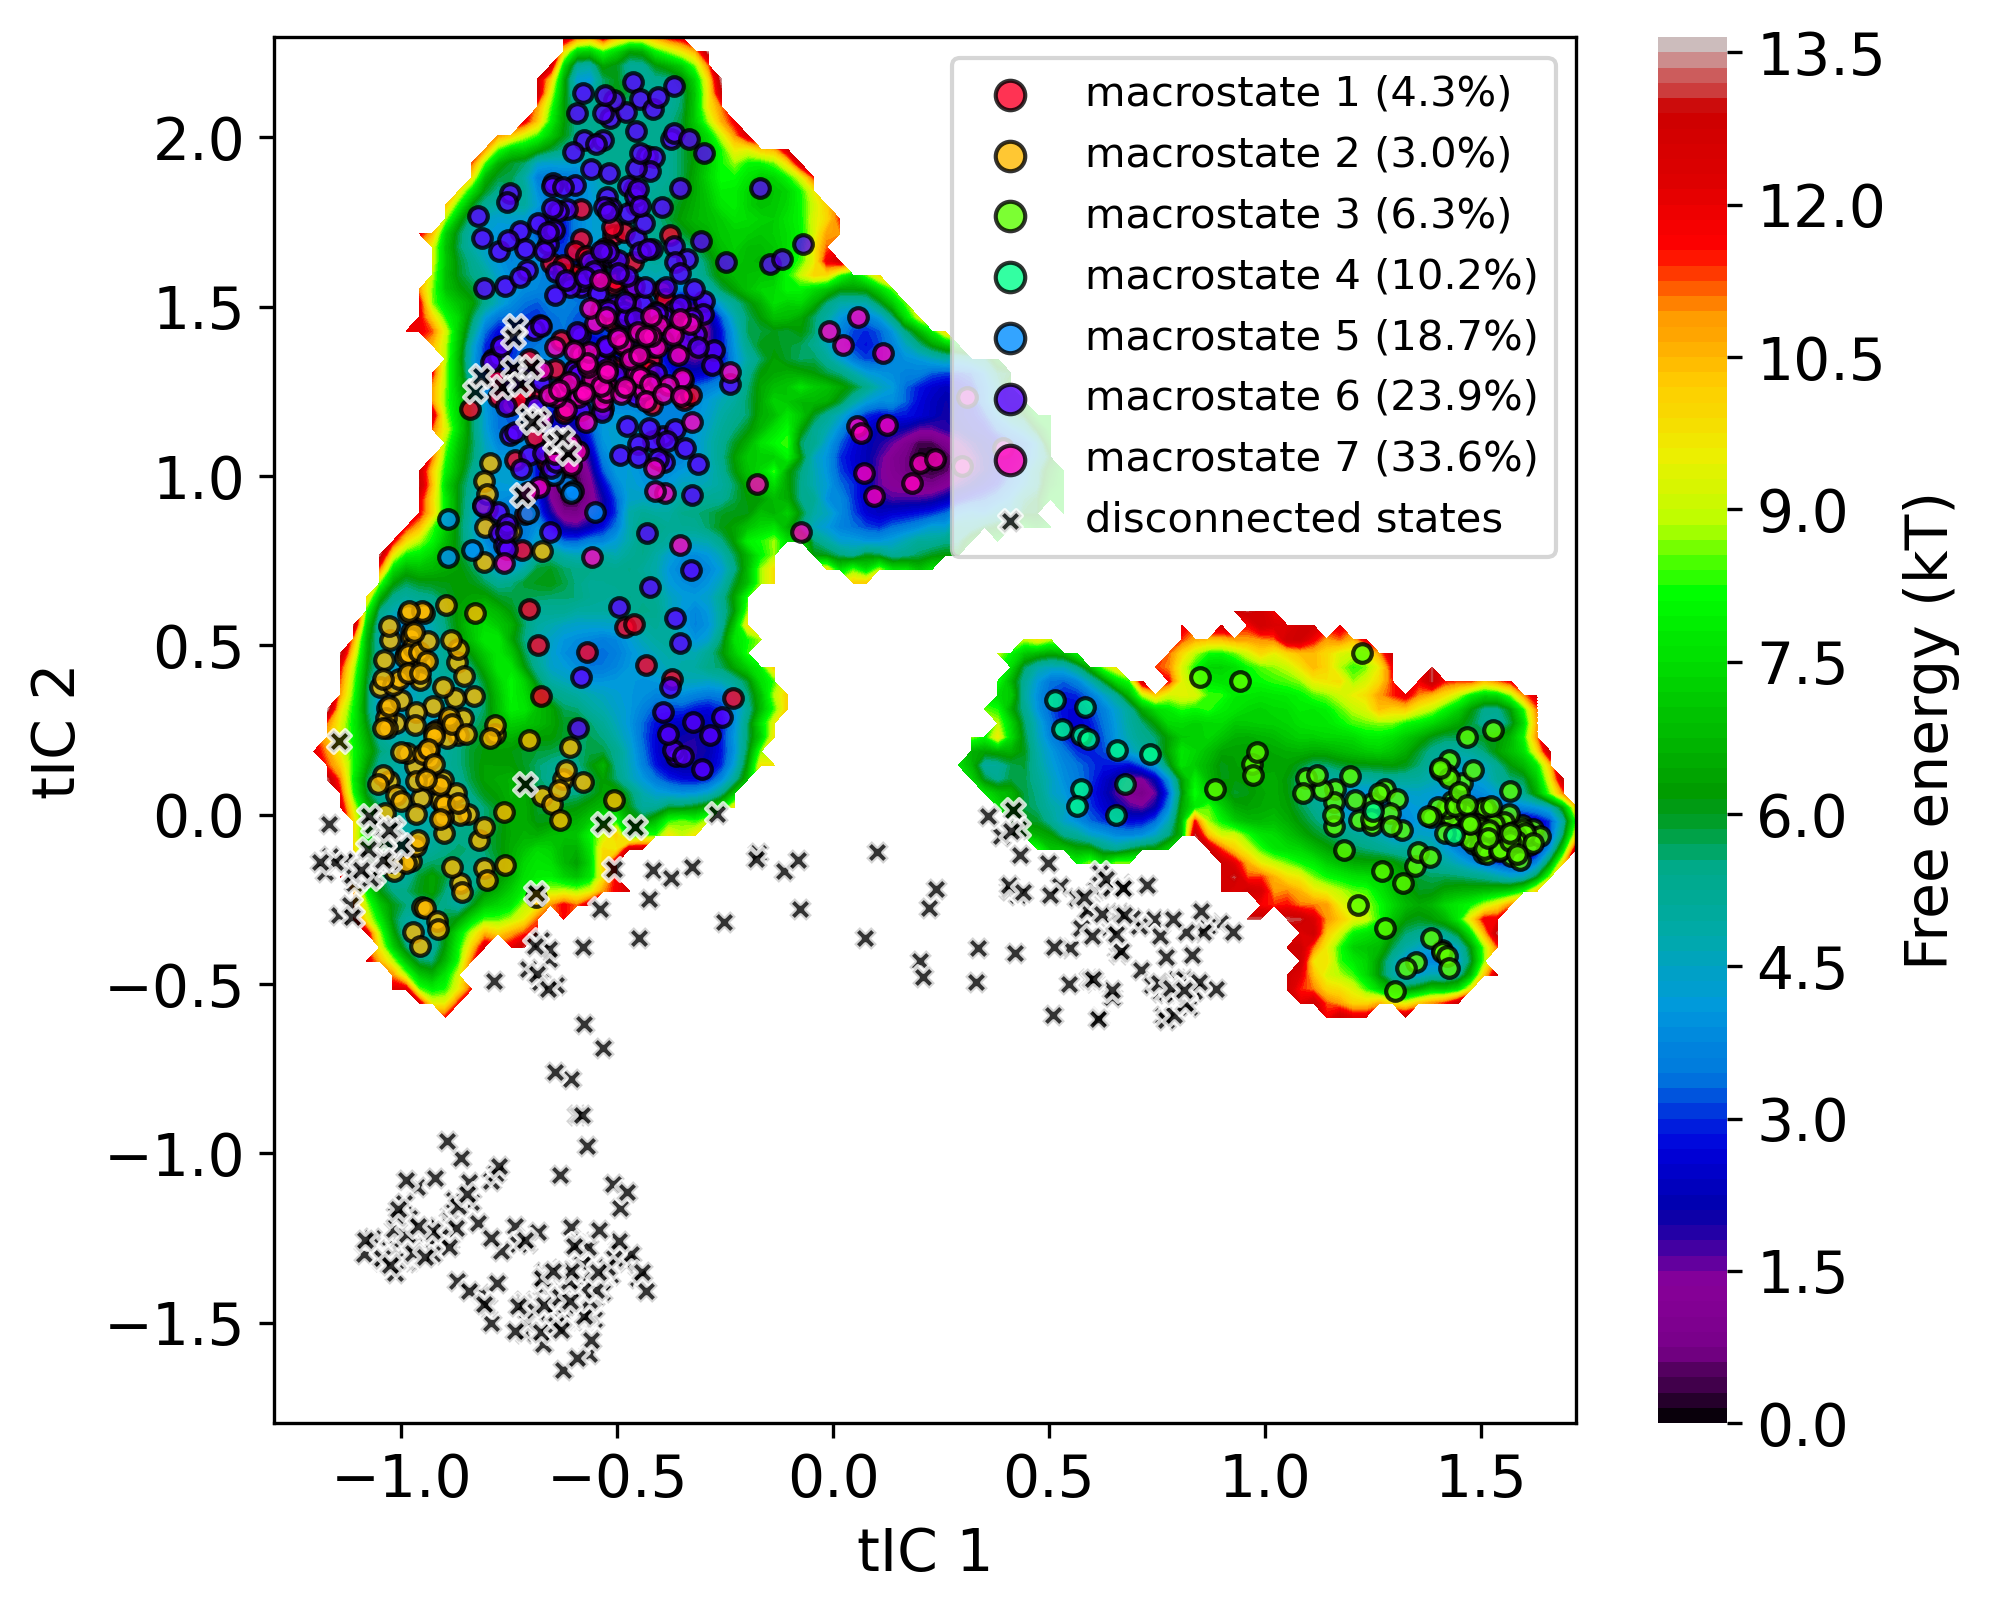 macrostate 1 (4.3%)
macrostate 2 (3.0%)
macrostate 3 (6.3%)
macrostate 4 (10.2%)
macrostate 5 (18.7%)
macrostate 6 (23.9%)
macrostate 7 (33.6%)
disconnected states
2.0
1.5
1.0
0.5
0.0
−0.5
−1.0
−1.5
tIC 2
−1.0
−0.5
0.0
0.5
1.0
1.5
tIC 1
13.5
12.0
10.5
9.0
7.5
6.0
4.5
3.0
1.5
0.0
Free energy (kT)